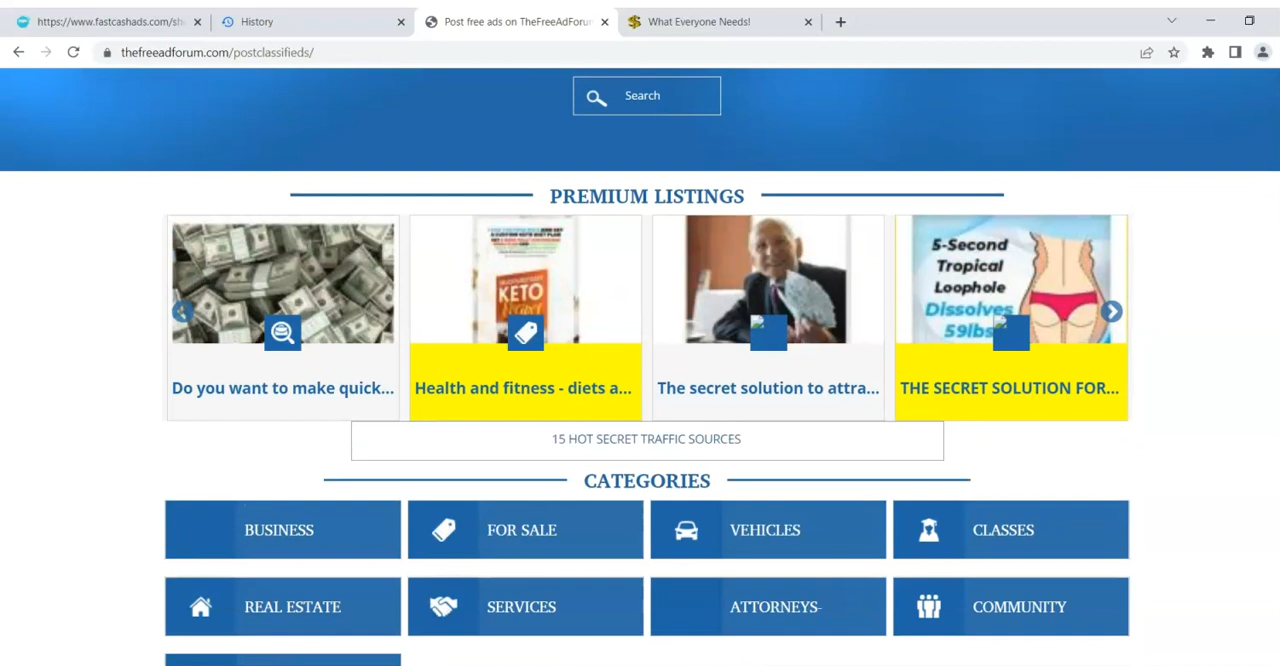 https://www.fastcashads.com/sh
History
Post free ads on TheFreeAdForu
What Everyone Needs!
thefreeadforum.com/postclassifieds/
Search
PREMIUM LISTINGS
KETO
5-Second
Tropical
Loophole
Dissolves
59lbs
Do you want to make quick...
Health and fitness - diets a...
The secret solution to attra...
THE SECRET SOLUTION FOR...
15 HOT SECRET TRAFFIC SOURCES
CATEGORIES
BUSINESS
FOR SALE
VEHICLES
CLASSES
REAL ESTATE
SERVICES
ATTORNEYS-
COMMUNITY